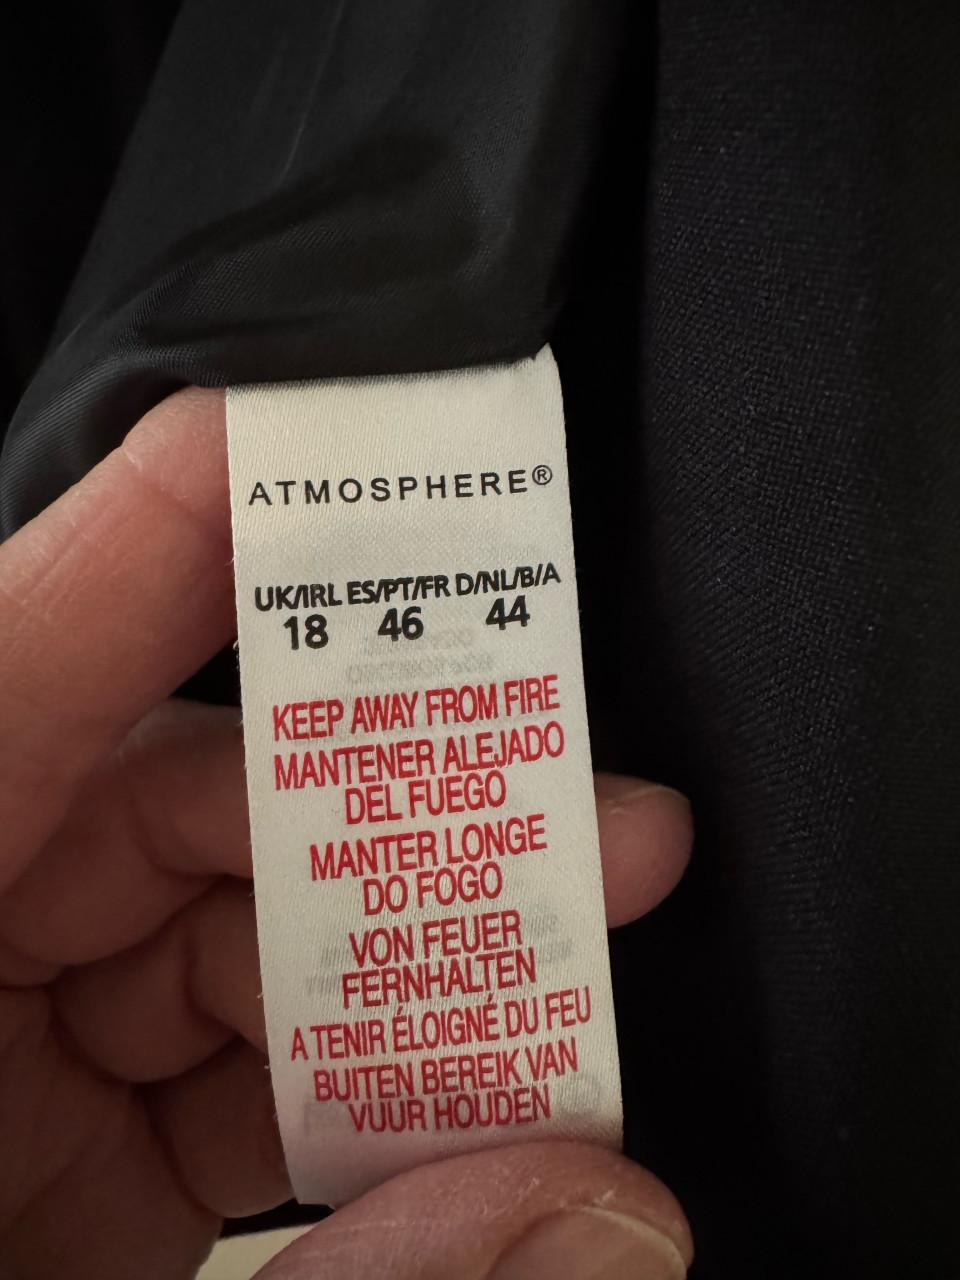 ATMOSPHERE®
UK/IRL ES/PT/FR D/NL/B/A
18 46 44
KEEP AWAY FROM FIRE
MANTENER ALEJADO
DEL FUEGO
MANTER LONGE
DO FOGO
VON FEUER
FERNHALTEN
A TENIR ÉLOIGNÉ DU FEU
BUITEN BEREIK VAN
VUUR HOUDEN